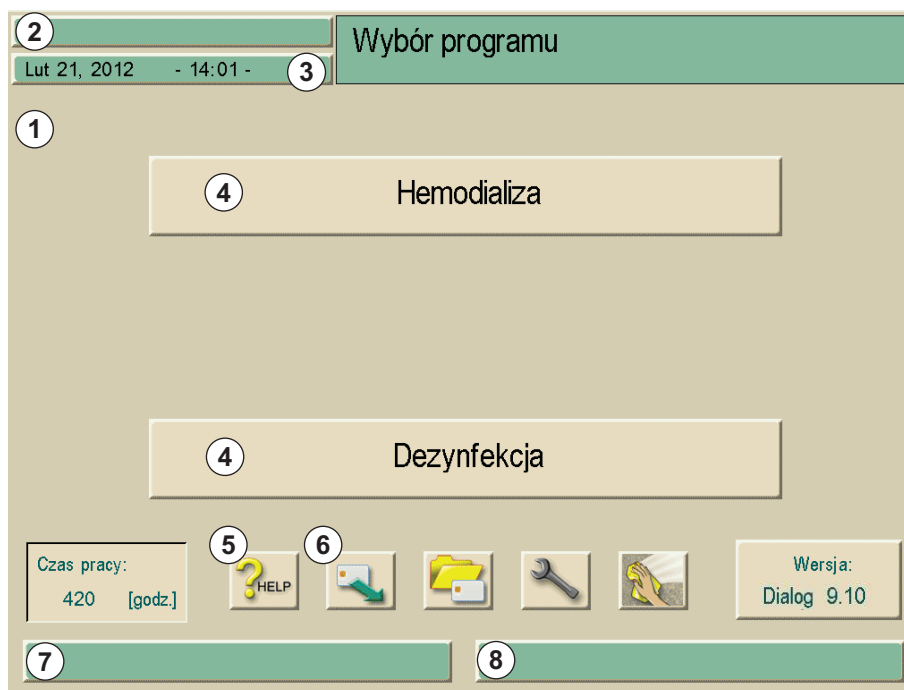 2
Wybór programu
Lut 21, 2012 - 14:01 - 3
1
4 Hemodializa
4 Dezynfekcja
5 6
Czas pracy:
420 [godz.]
?HELP
Wersja:
Dialog 9.10
7 8